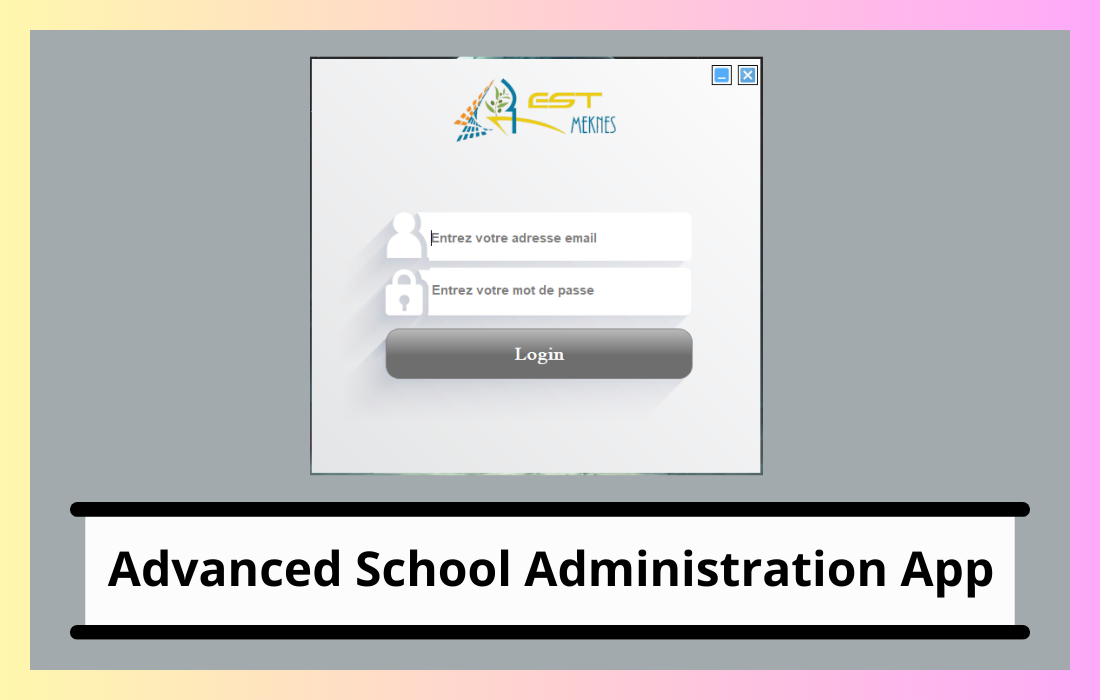 EST
MEKNES
Entrez votre adresse email
Entrez votre mot de passe
Login
Advanced School Administration App